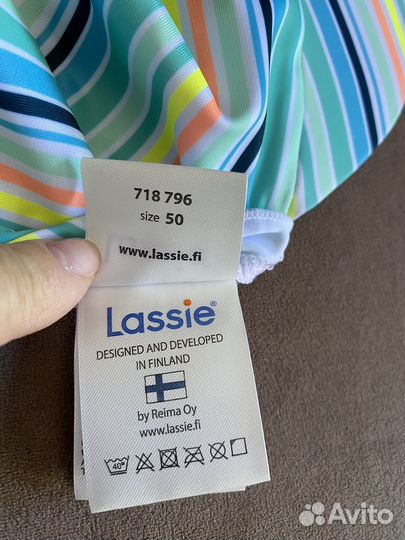 718 796
size 50
www.lassie.fi
Lassie®
DESIGNED AND DEVELOPED
IN FINLAND
by Reima Oy
www.lassie.fi
40°
Avito